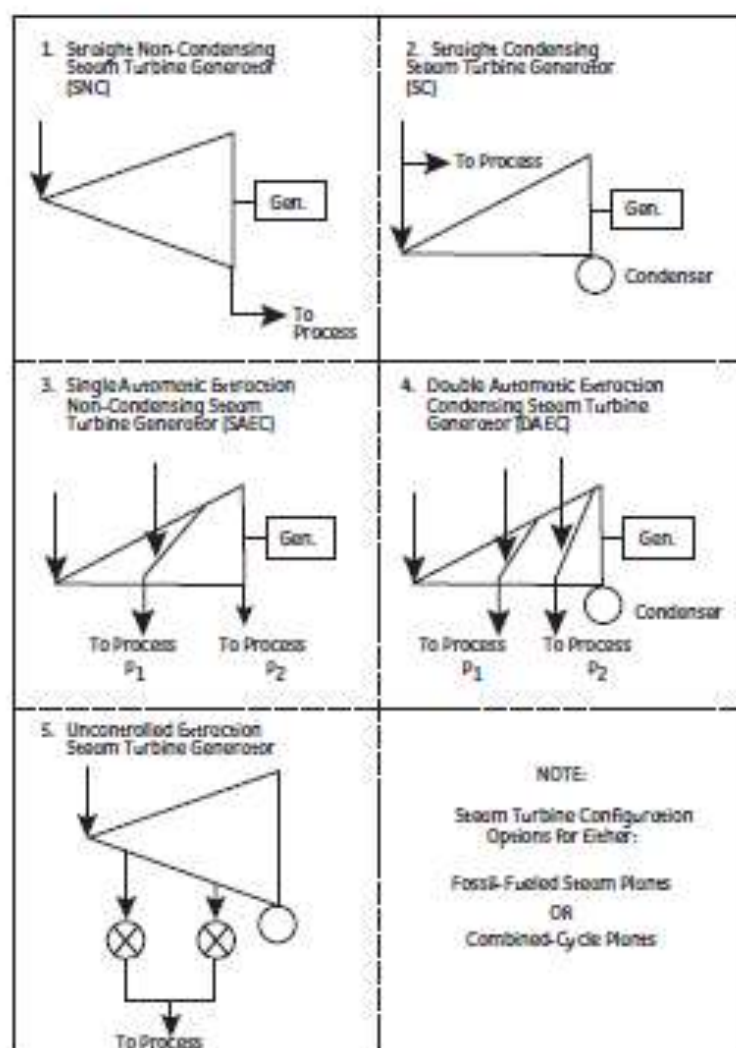 1. Straight Non-Condensing
Steam Turbine Generator
(SNC)
Gen.
To
Process
2. Straight Condensing
Steam Turbine Generator
(SC)
To Process
Gen.
Condenser
3. Single Automatic Extraction
Non-Condensing Steam
Turbine Generator (SAEC)
Gen.
To Process
P1
To Process
P2
4. Double Automatic Extraction
Condensing Steam Turbine
Generator (DAEC)
Gen.
Condenser
To Process
P1
To Process
P2
5. Uncontrolled Extraction
Steam Turbine Generator
To Process
NOTE:
Steam Turbine Configuration
Options for Either:
Fossil-Fueled Steam Plants
OR
Combined-Cycle Plants